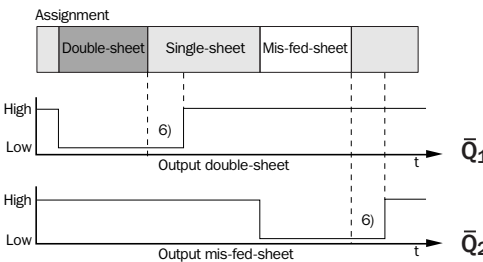 Assignment
Double-sheet Single-sheet Mis-fed-sheet
High
6)
Low
Output double-sheet t
Q̄1
High
6)
Low
Output mis-fed-sheet t
Q̄2